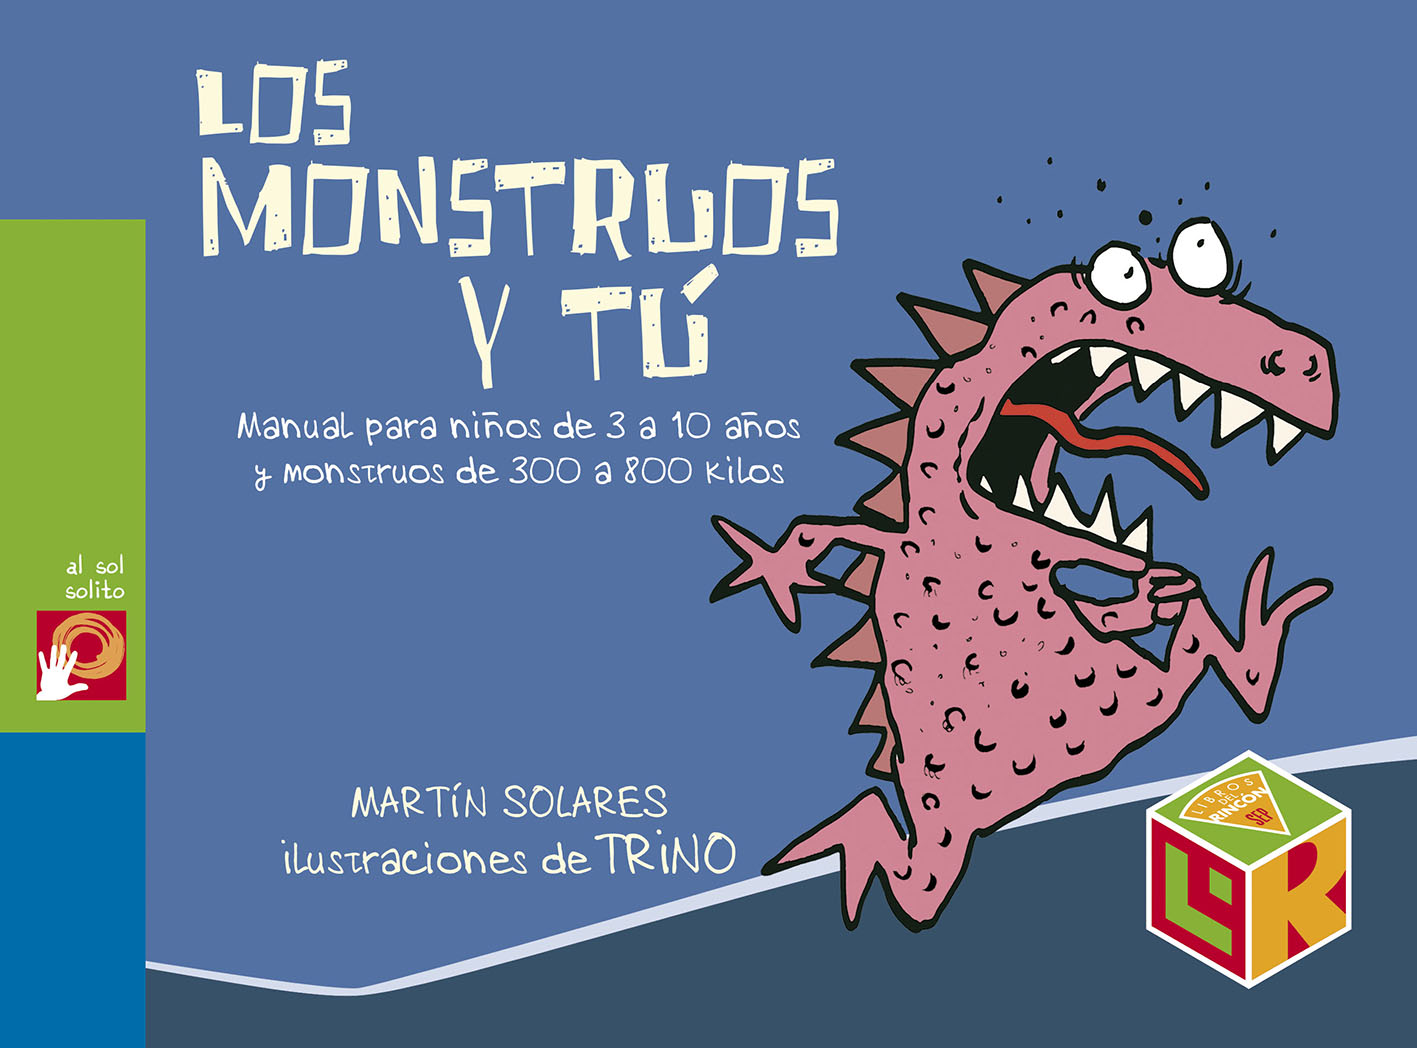 LOS
MONSTRUOS
Y TÚ
Manual para niños de 3 a 10 años
y monstruos de 300 a 800 kilos
al sol
solito
MARTÍN SOLARES
ilustraciones de TRINO
LIBROS
DEL
RINCÓN
SEP
L
R